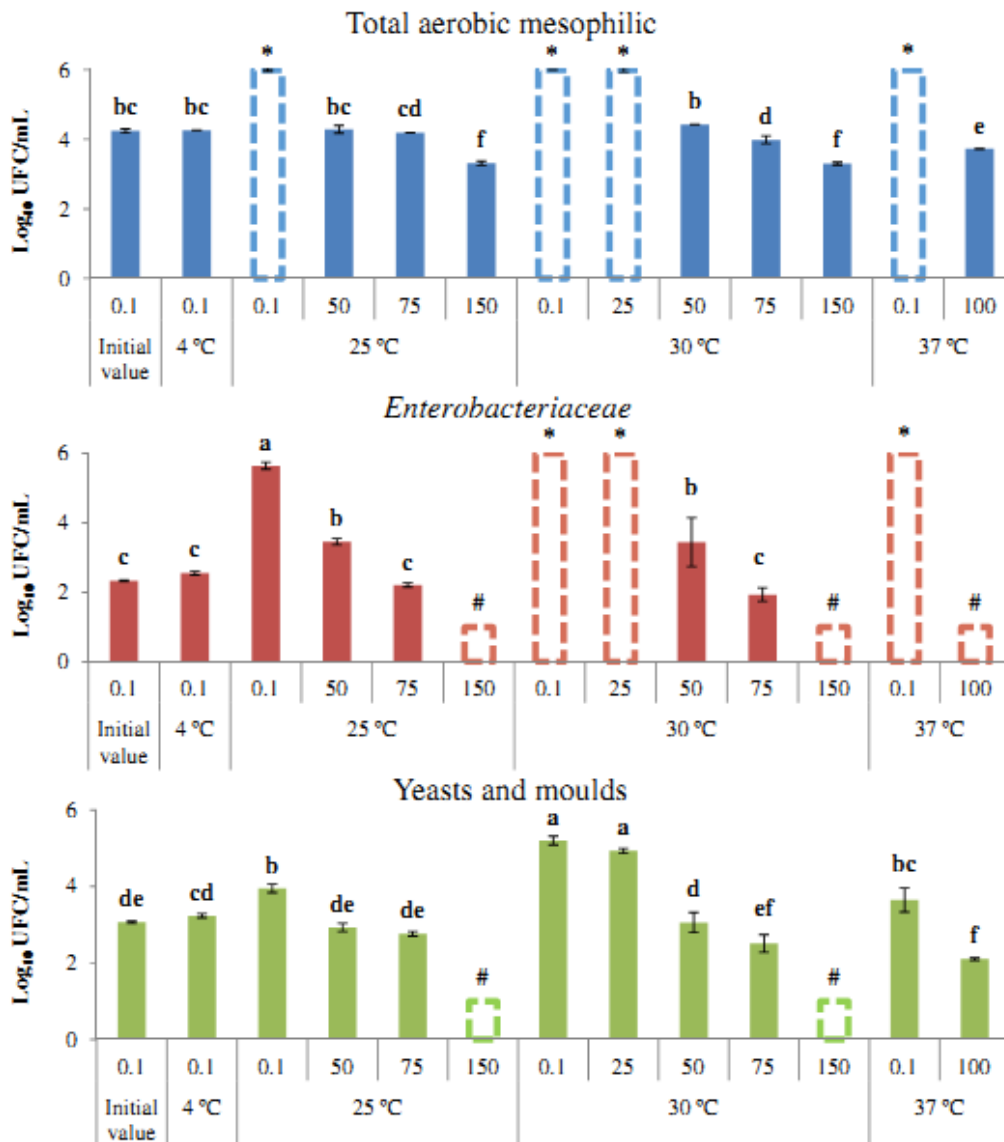 Total aerobic mesophilic
Log₁₀ UFC/mL
6
4
2
0
bc bc * bc cd f * * b d f * e
0.1 0.1 0.1 50 75 150 0.1 25 50 75 150 0.1 100
Initial value 4 ºC 25 ºC 30 ºC 37 ºC
Enterobacteriaceae
Log₁₀ UFC/mL
6
4
2
0
c c a b c # * * b c # * #
0.1 0.1 0.1 50 75 150 0.1 25 50 75 150 0.1 100
Initial value 4 ºC 25 ºC 30 ºC 37 ºC
Yeasts and moulds
Log₁₀ UFC/mL
6
4
2
0
de cd b de de # a a d ef # bc f
0.1 0.1 0.1 50 75 150 0.1 25 50 75 150 0.1 100
Initial value 4 ºC 25 ºC 30 ºC 37 ºC